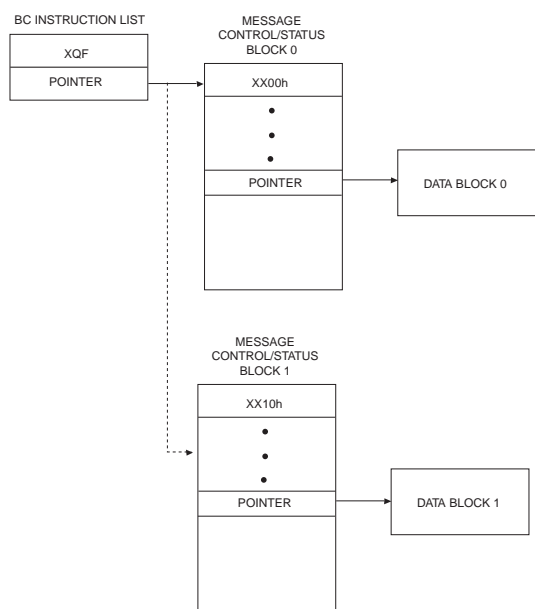 BC INSTRUCTION LIST
XQF
POINTER
MESSAGE
CONTROL/STATUS
BLOCK 0
XX00h
POINTER
DATA BLOCK 0
MESSAGE
CONTROL/STATUS
BLOCK 1
XX10h
POINTER
DATA BLOCK 1